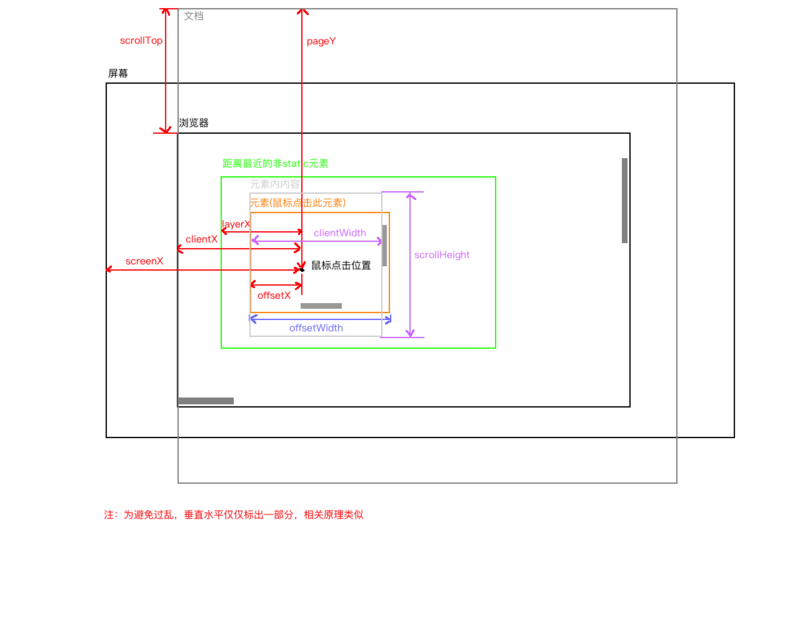 文档
scrollTop
pageY
屏幕
浏览器
距离最近的非static元素
元素内内容
元素(鼠标点击此元素)
layerX
clientWidth
clientX
scrollHeight
screenX
鼠标点击位置
offsetX
offsetWidth
注：为避免过乱，垂直水平仅仅标出一部分，相关原理类似